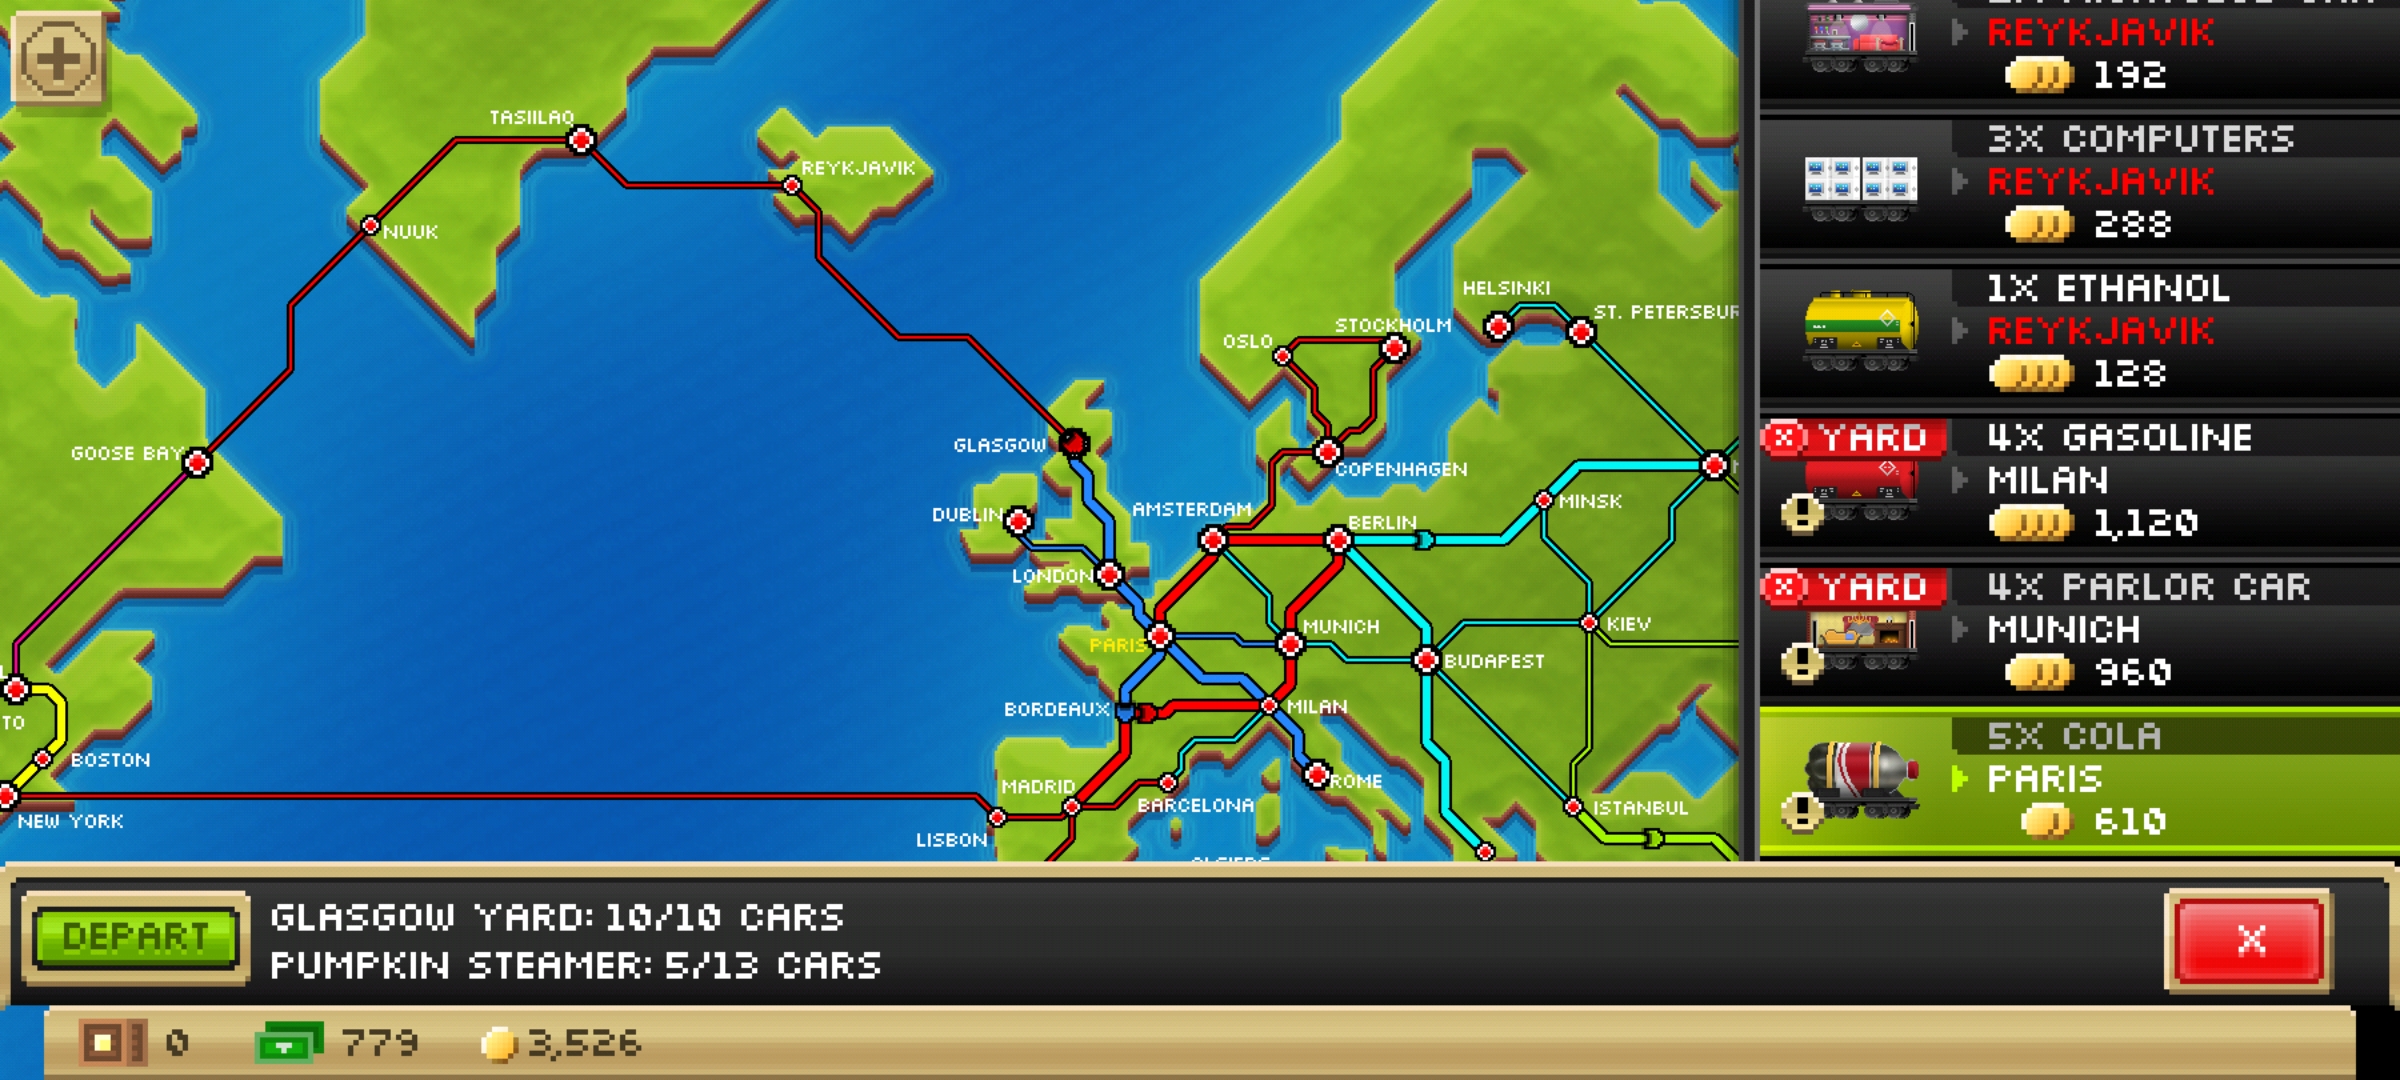 TASIILAQ
REYKJAVIK
NUUK
HELSINKI
ST. PETERSBUR
STOCKHOLM
OSLO
GLASGOW
GOOSE BAY
COPENHAGEN
MINSK
DUBLIN
AMSTERDAM
BERLIN
LONDON
KIEV
MUNICH
PARIS
BUDAPEST
BORDEAUX
MILAN
TO
BOSTON
ROME
MADRID
BARCELONA
ISTANBUL
NEW YORK
LISBON
REYKJAVIK
192
3X COMPUTERS
REYKJAVIK
288
1X ETHANOL
REYKJAVIK
128
X YARD
4X GASOLINE
MILAN
1,120
X YARD
4X PARLOR CAR
MUNICH
960
5X COLA
PARIS
610
DEPART
GLASGOW YARD: 10/10 CARS
PUMPKIN STEAMER: 5/13 CARS
X
0
779
3,526